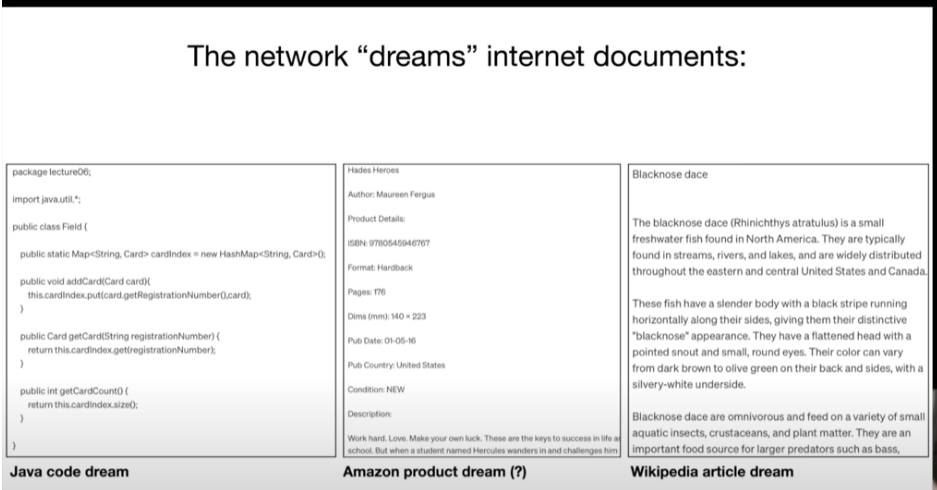 The network “dreams” internet documents:
package lecture06;
import java.util.*;
public class Field {
public static Map<String, Card> cardIndex = new HashMap<String, Card>();
public void addCard(Card card){
this.cardIndex.put(card.getRegistrationNumber(),card);
}
public Card getCard(String registrationNumber) {
return this.cardIndex.get(registrationNumber);
}
public int getCardCount() {
return this.cardIndex.size();
}
}
Java code dream
Hades Heroes
Author: Maureen Fergus
Product Details:
ISBN: 9780545946767
Format: Hardback
Pages: 176
Dims (mm): 140 × 223
Pub Date: 01-05-16
Pub Country: United States
Condition: NEW
Description:
Work hard. Love. Make your own luck. These are the keys to success in life a
school. But when a student named Hercules wanders in and challenges him
Amazon product dream (?)
Blacknose dace
The blacknose dace (Rhinichthys atratulus) is a small
freshwater fish found in North America. They are typically
found in streams, rivers, and lakes, and are widely distributed
throughout the eastern and central United States and Canada.
These fish have a slender body with a black stripe running
horizontally along their sides, giving them their distinctive
"blacknose" appearance. They have a flattened head with a
pointed snout and small, round eyes. Their color can vary
from dark brown to olive green on their back and sides, with a
silvery-white underside.
Blacknose dace are omnivorous and feed on a variety of small
aquatic insects, crustaceans, and plant matter. They are an
important food source for larger predators such as bass,
Wikipedia article dream